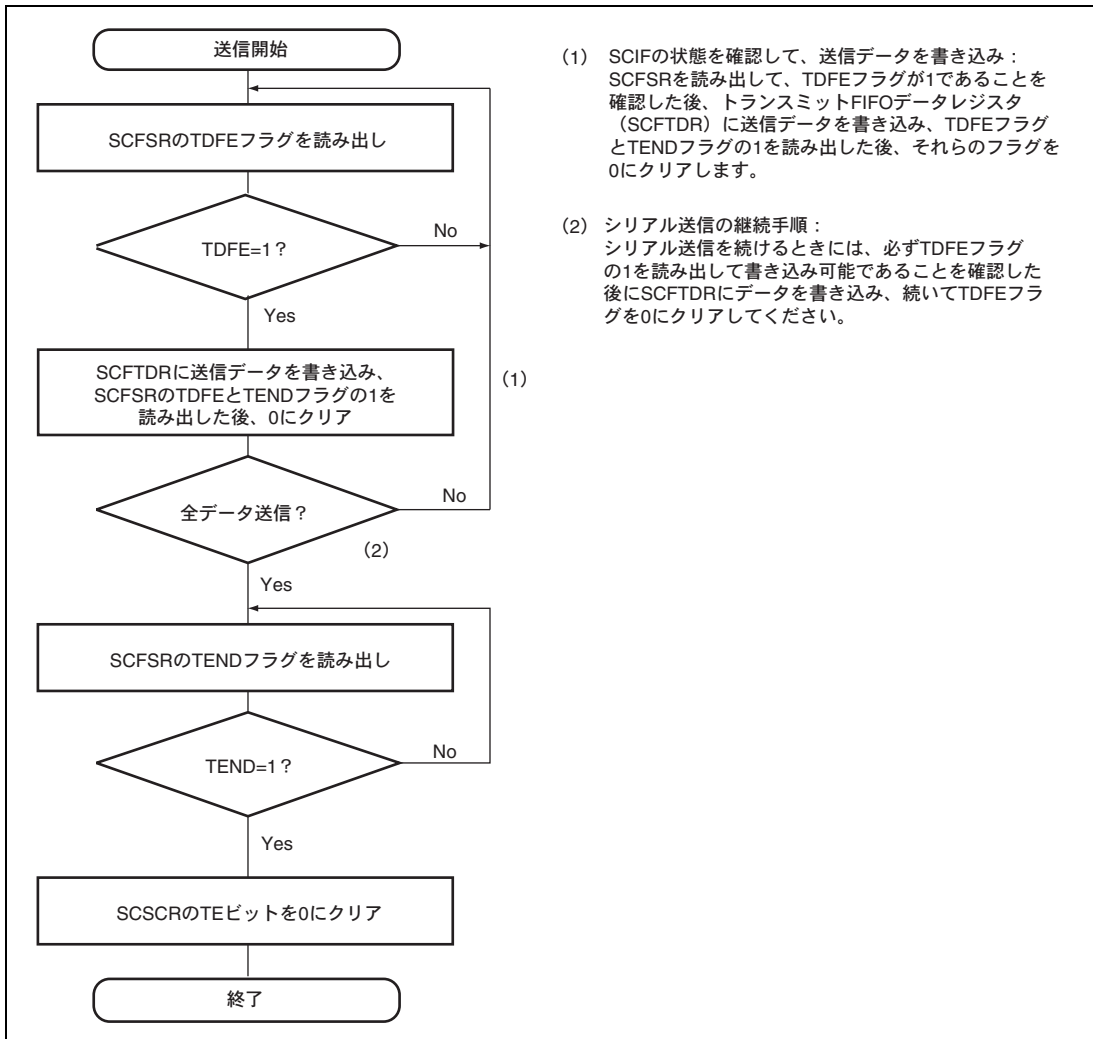 送信開始
SCFSRのTDFEフラグを読み出し
TDFE=1？
No
Yes
SCFTDRに送信データを書き込み、
SCFSRのTDFEとTENDフラグの1を
読み出した後、0にクリア
(1)
全データ送信？
No
(2)
Yes
SCFSRのTENDフラグを読み出し
TEND=1？
No
Yes
SCSCRのTEビットを0にクリア
終了
(1) SCIFの状態を確認して、送信データを書き込み：
SCFSRを読み出して、TDFEフラグが1であることを
確認した後、トランスミットFIFOデータレジスタ
（SCFTDR）に送信データを書き込み、TDFEフラグ
とTENDフラグの1を読み出した後、それらのフラグを
0にクリアします。
(2) シリアル送信の継続手順：
シリアル送信を続けるときには、必ずTDFEフラグ
の1を読み出して書き込み可能であることを確認した
後にSCFTDRにデータを書き込み、続いてTDFEフラ
グを0にクリアしてください。